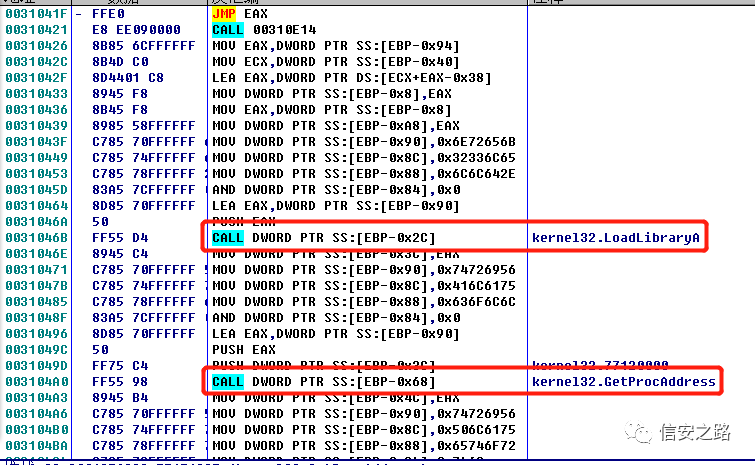 0031041F - FFE0 JMP EAX
00310421 E8 EE090000 CALL 00310E14
00310426 8B85 6CFFFFFF MOV EAX,DWORD PTR SS:[EBP-0x94]
0031042C 8B4D C0 MOV ECX,DWORD PTR SS:[EBP-0x40]
0031042F 8D4401 C8 LEA EAX,DWORD PTR DS:[ECX+EAX-0x38]
00310433 8945 F8 MOV DWORD PTR SS:[EBP-0x8],EAX
00310436 8B45 F8 MOV EAX,DWORD PTR SS:[EBP-0x8]
00310439 8985 58FFFFFF MOV DWORD PTR SS:[EBP-0xA8],EAX
0031043F C785 70FFFFFF MOV DWORD PTR SS:[EBP-0x90],0x6E72656B
00310449 C785 74FFFFFF MOV DWORD PTR SS:[EBP-0x8C],0x32336C65
00310453 C785 78FFFFFF MOV DWORD PTR SS:[EBP-0x88],0x6C6C642E
0031045D 83A5 7CFFFFFF AND DWORD PTR SS:[EBP-0x84],0x0
00310464 8D85 70FFFFFF LEA EAX,DWORD PTR SS:[EBP-0x90]
0031046A 50 PUSH EAX
0031046B FF55 D4 CALL DWORD PTR SS:[EBP-0x2C] kernel32.LoadLibraryA
0031046E 8945 C4 MOV DWORD PTR SS:[EBP-0x3C],EAX
00310471 C785 70FFFFFF MOV DWORD PTR SS:[EBP-0x90],0x74726956
0031047B C785 74FFFFFF MOV DWORD PTR SS:[EBP-0x8C],0x416C6175
00310485 C785 78FFFFFF MOV DWORD PTR SS:[EBP-0x88],0x636F6C6C
0031048F 83A5 7CFFFFFF AND DWORD PTR SS:[EBP-0x84],0x0
00310496 8D85 70FFFFFF LEA EAX,DWORD PTR SS:[EBP-0x90]
0031049C 50 PUSH EAX
0031049D FF75 C4 PUSH DWORD PTR SS:[EBP-0x3C] kernel32.77120000
003104A0 FF55 98 CALL DWORD PTR SS:[EBP-0x68] kernel32.GetProcAddress
003104A3 8945 B4 MOV DWORD PTR SS:[EBP-0x4C],EAX
003104A6 C785 70FFFFFF MOV DWORD PTR SS:[EBP-0x90],0x74726956
003104B0 C785 74FFFFFF MOV DWORD PTR SS:[EBP-0x8C],0x506C6175
003104BA C785 78FFFFFF MOV DWORD PTR SS:[EBP-0x88],0x65746F72
信安之路